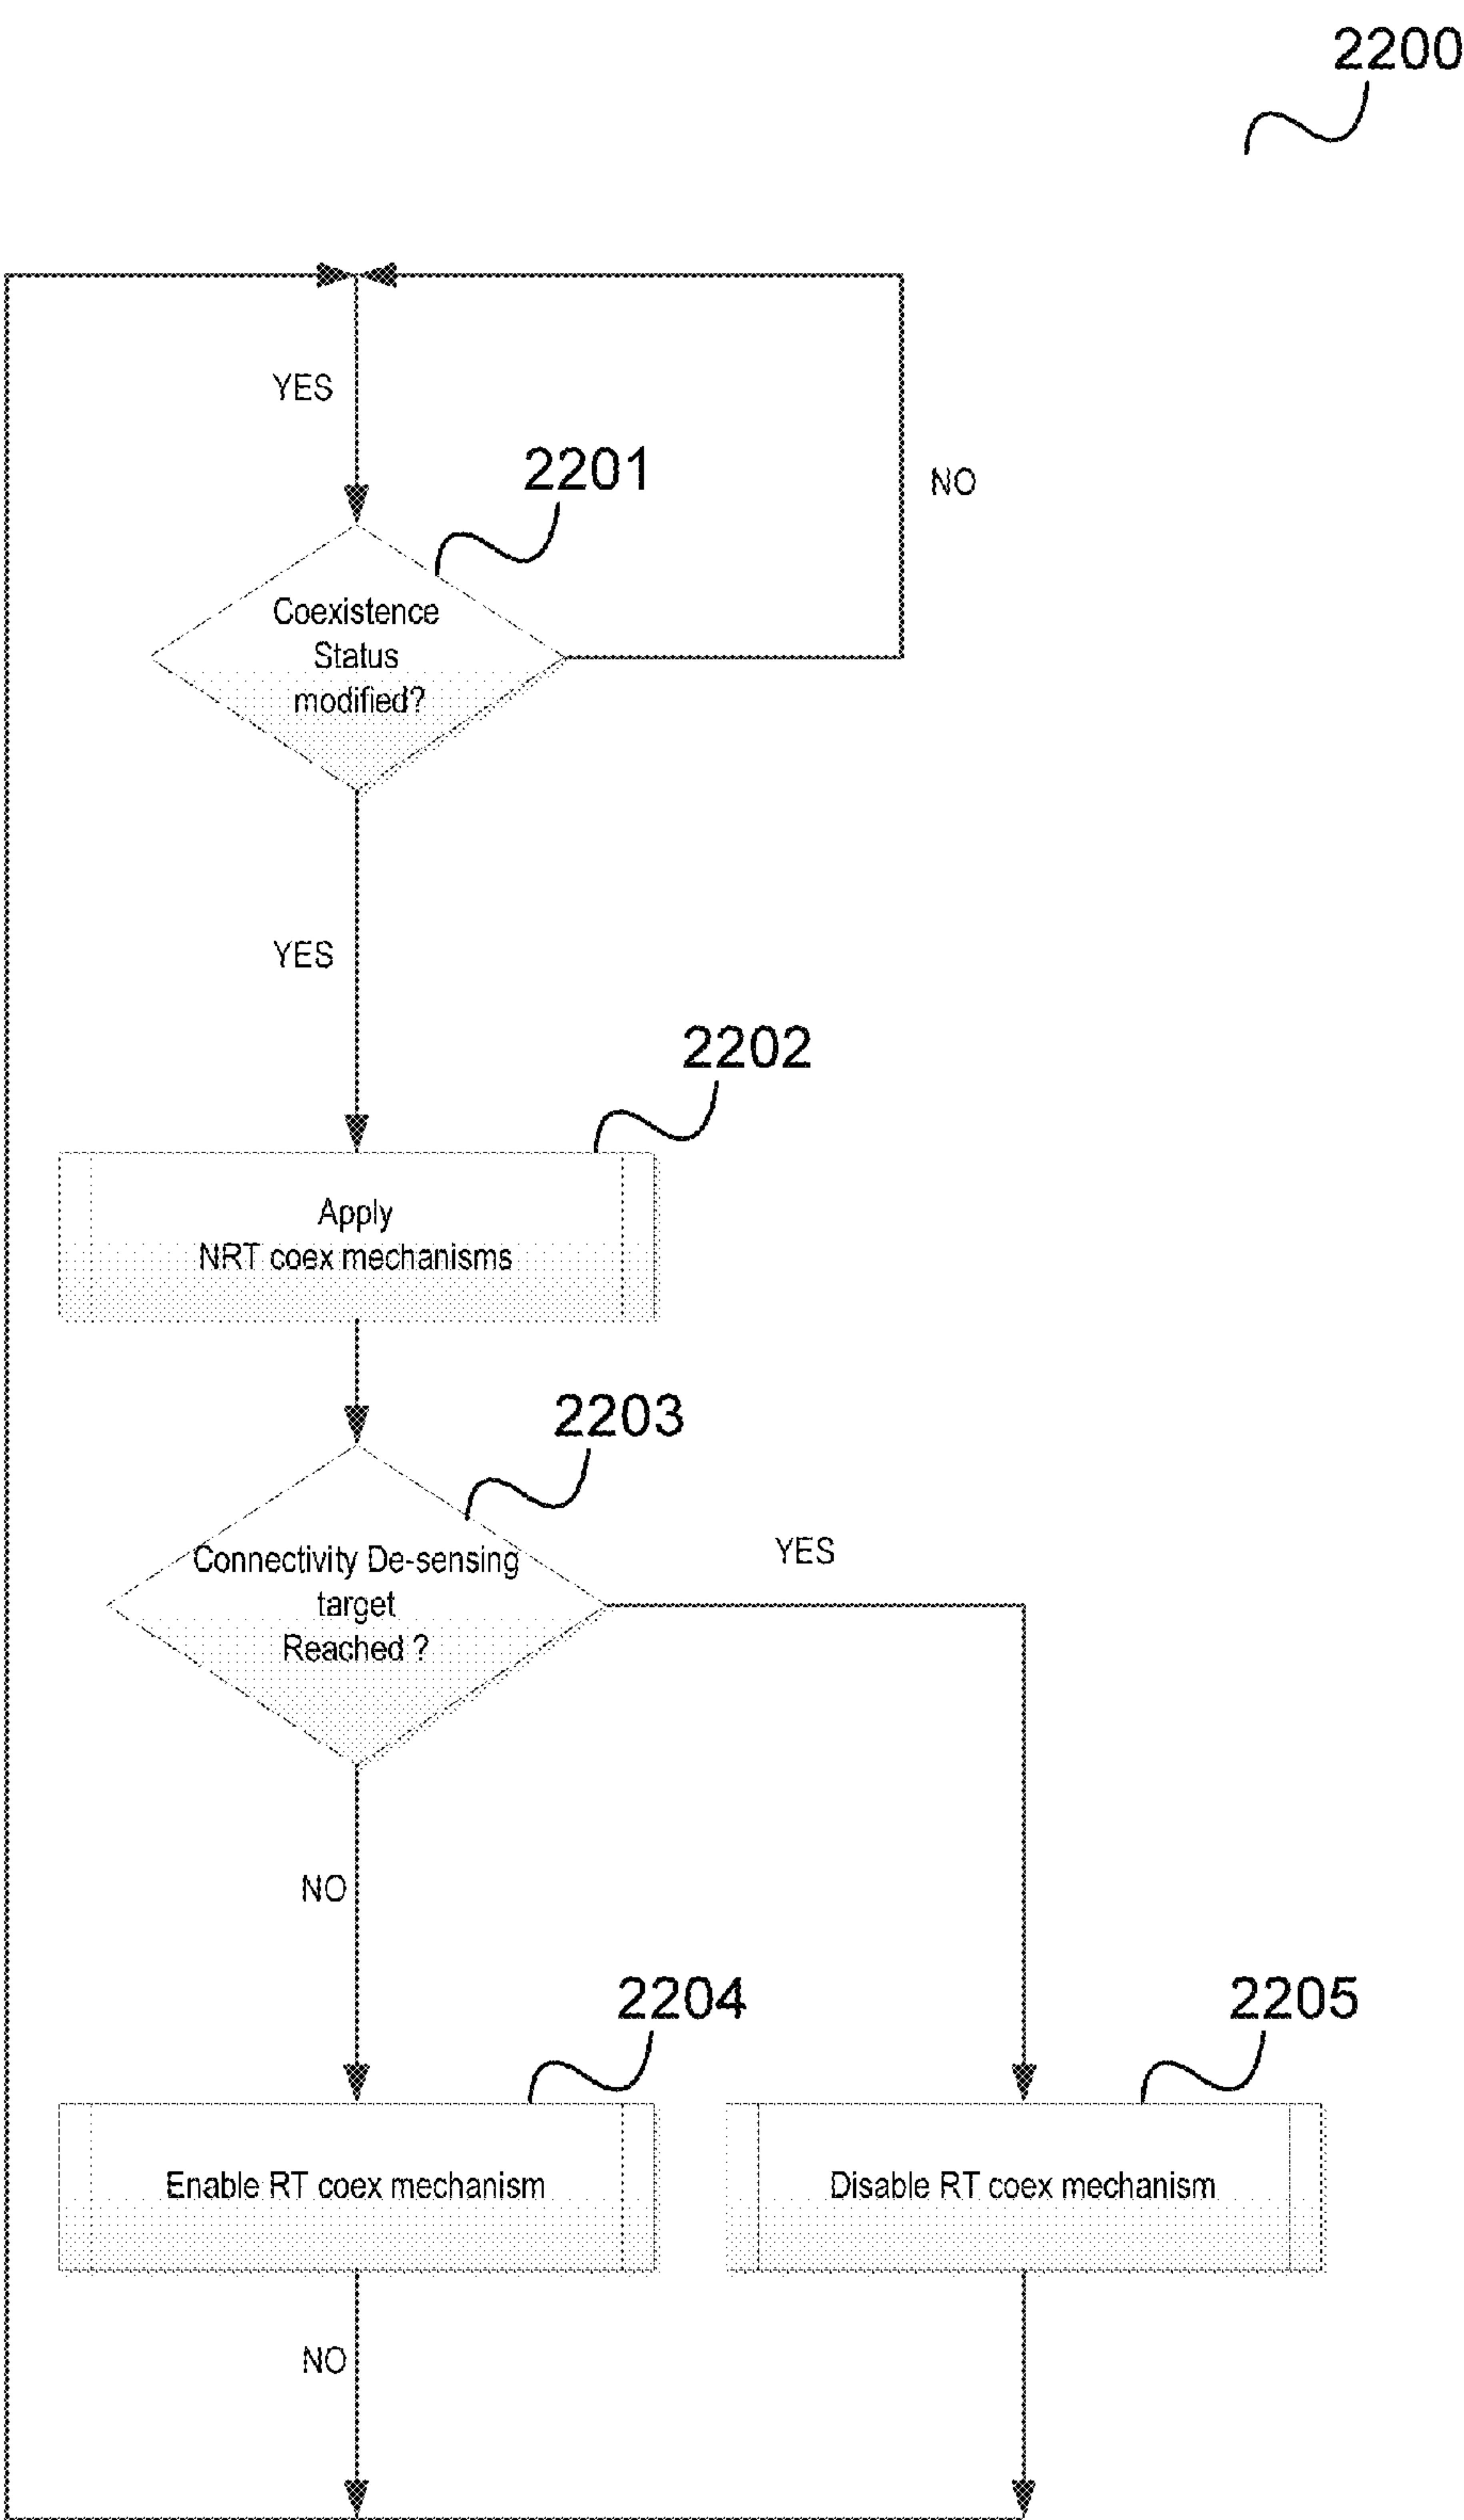 2200
YES
2201
NO
Coexistence
Status
modified?
YES
2202
Apply
NRT coex mechanisms
2203
YES
Connectivity De-sensing
target
Reached ?
NO
2204
2205
Enable RT coex mechanism
Disable RT coex mechanism
NO